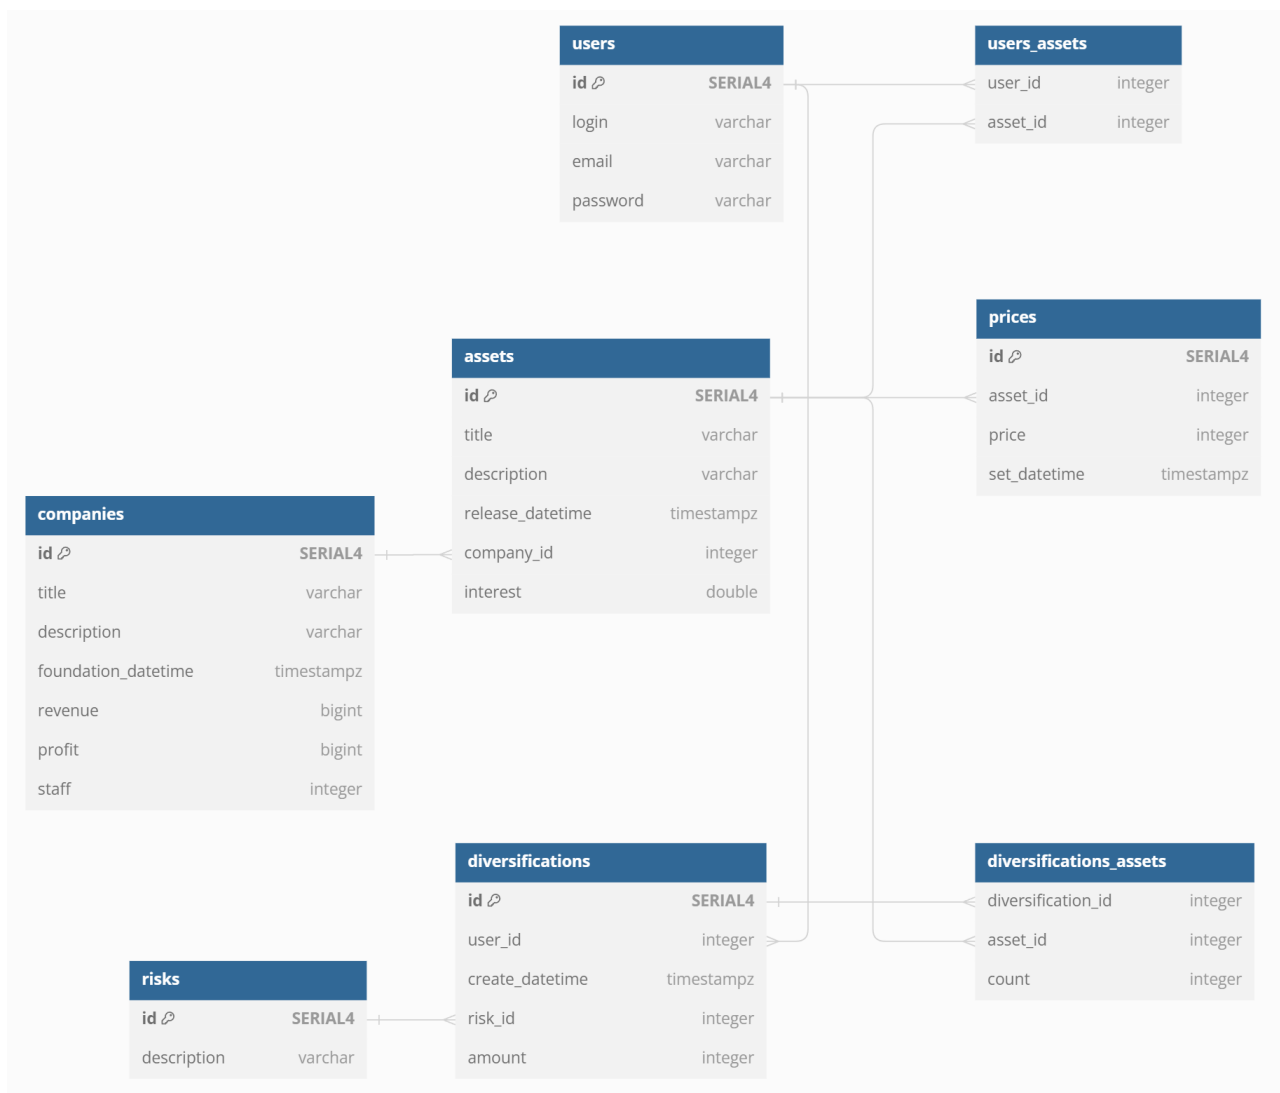 users
id SERIAL4
login varchar
email varchar
password varchar
users_assets
user_id integer
asset_id integer
prices
id SERIAL4
asset_id integer
price integer
set_datetime timestampz
assets
id SERIAL4
title varchar
description varchar
release_datetime timestampz
company_id integer
interest double
companies
id SERIAL4
title varchar
description varchar
foundation_datetime timestampz
revenue bigint
profit bigint
staff integer
diversifications
id SERIAL4
user_id integer
create_datetime timestampz
risk_id integer
amount integer
diversifications_assets
diversification_id integer
asset_id integer
count integer
risks
id SERIAL4
description varchar